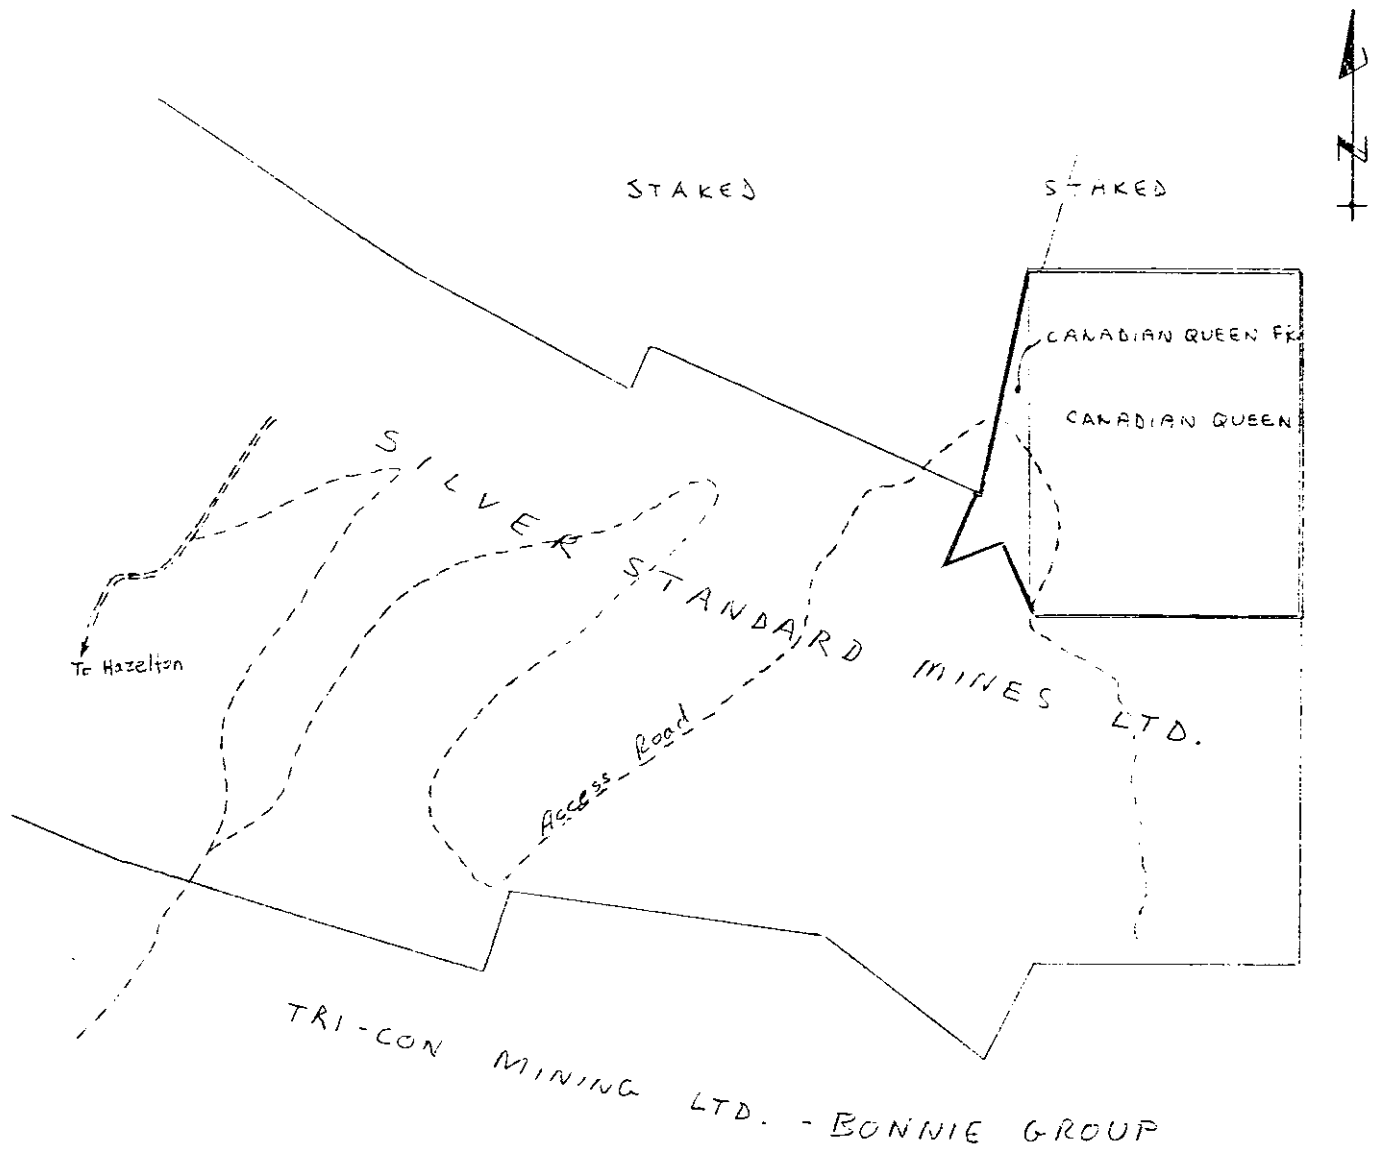 N
STAKED
STAKED
CANADIAN QUEEN FR.
CANADIAN QUEEN
SILVER STANDARD MINES LTD.
To Hazelton
Access Road
TRI-CON MINING LTD. - BONNIE GROUP